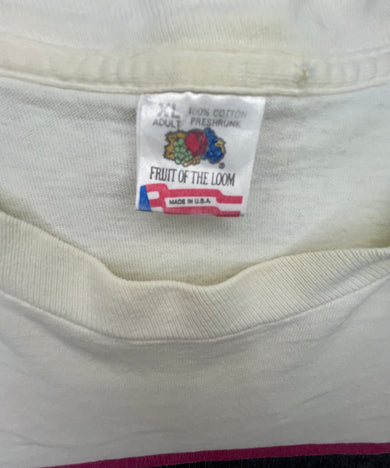 XL 100% COTTON
ADULT PRESHRUNK
®
FRUIT OF THE LOOM
MADE IN U.S.A.